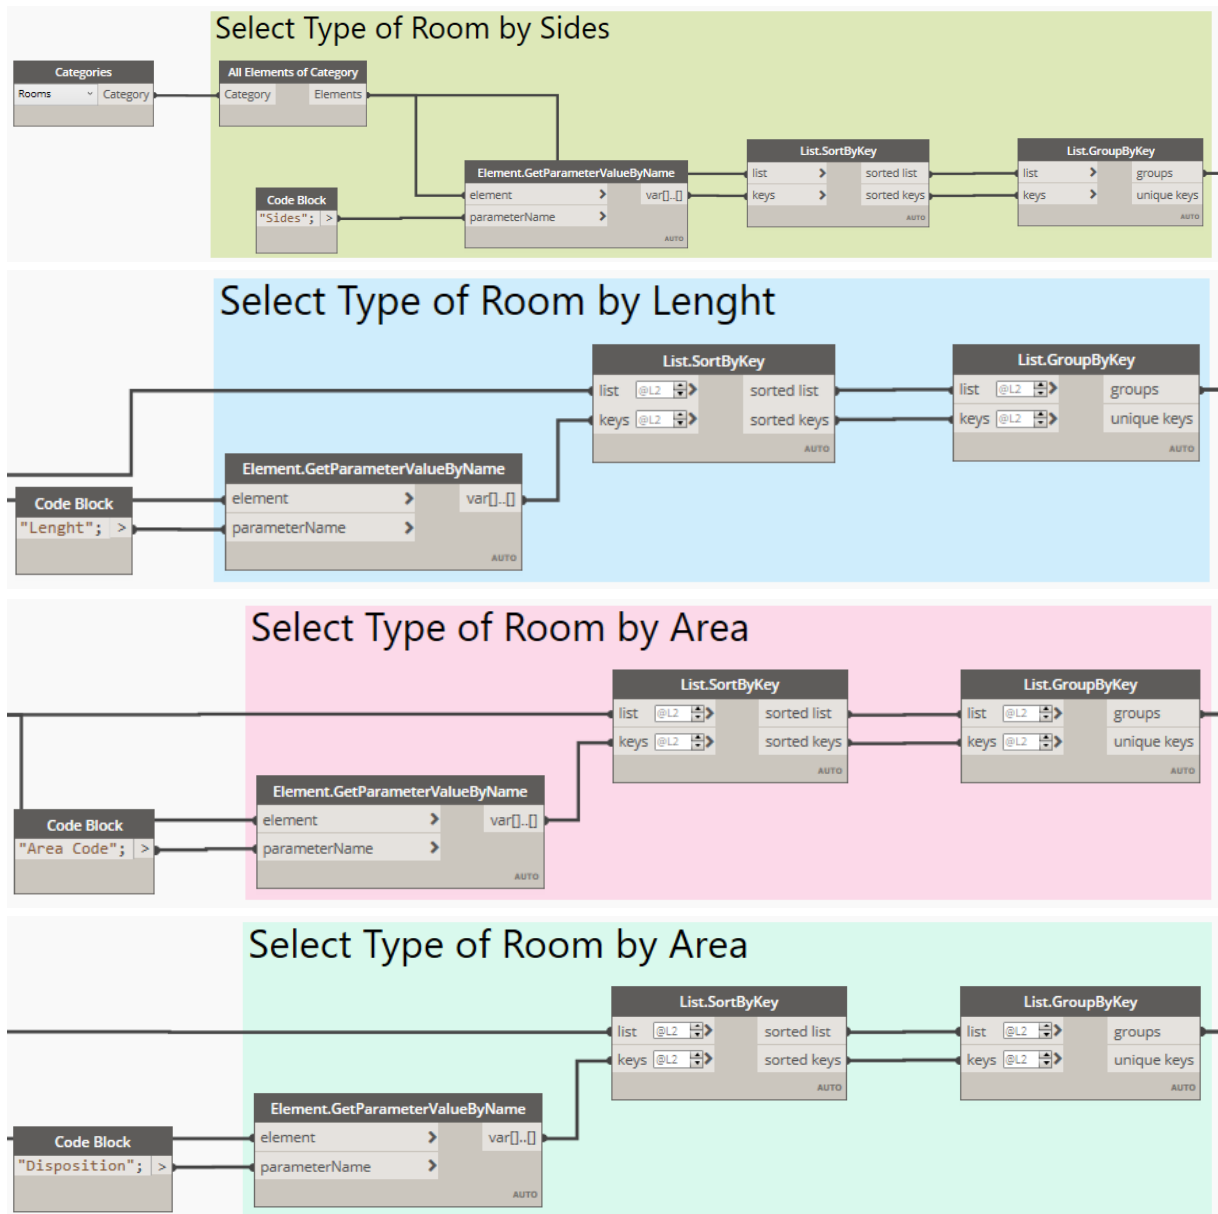 Select Type of Room by Sides
Categories
Rooms Category
All Elements of Category
Category Elements
Code Block
"Sides"; >
Element.GetParameterValueByName
element > var[]..[]
parameterName >
AUTO
List.SortByKey
list > sorted list
keys > sorted keys
AUTO
List.GroupByKey
list > groups
keys > unique keys
AUTO
Select Type of Room by Lenght
Code Block
"Lenght"; >
Element.GetParameterValueByName
element > var[]..[]
parameterName >
AUTO
List.SortByKey
list @L2 > sorted list
keys @L2 > sorted keys
AUTO
List.GroupByKey
list @L2 > groups
keys @L2 > unique keys
AUTO
Select Type of Room by Area
Code Block
"Area Code"; >
Element.GetParameterValueByName
element > var[]..[]
parameterName >
AUTO
List.SortByKey
list @L2 > sorted list
keys @L2 > sorted keys
AUTO
List.GroupByKey
list @L2 > groups
keys @L2 > unique keys
AUTO
Select Type of Room by Area
Code Block
"Disposition"; >
Element.GetParameterValueByName
element > var[]..[]
parameterName >
AUTO
List.SortByKey
list @L2 > sorted list
keys @L2 > sorted keys
AUTO
List.GroupByKey
list @L2 > groups
keys @L2 > unique keys
AUTO